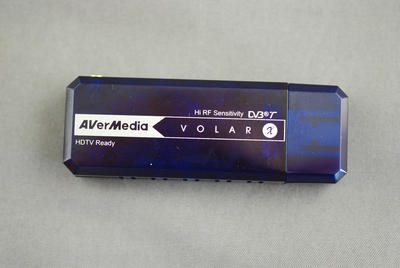 Hi RF Sensitivity DVB-T
AVerMedia VOLAR X
HDTV Ready